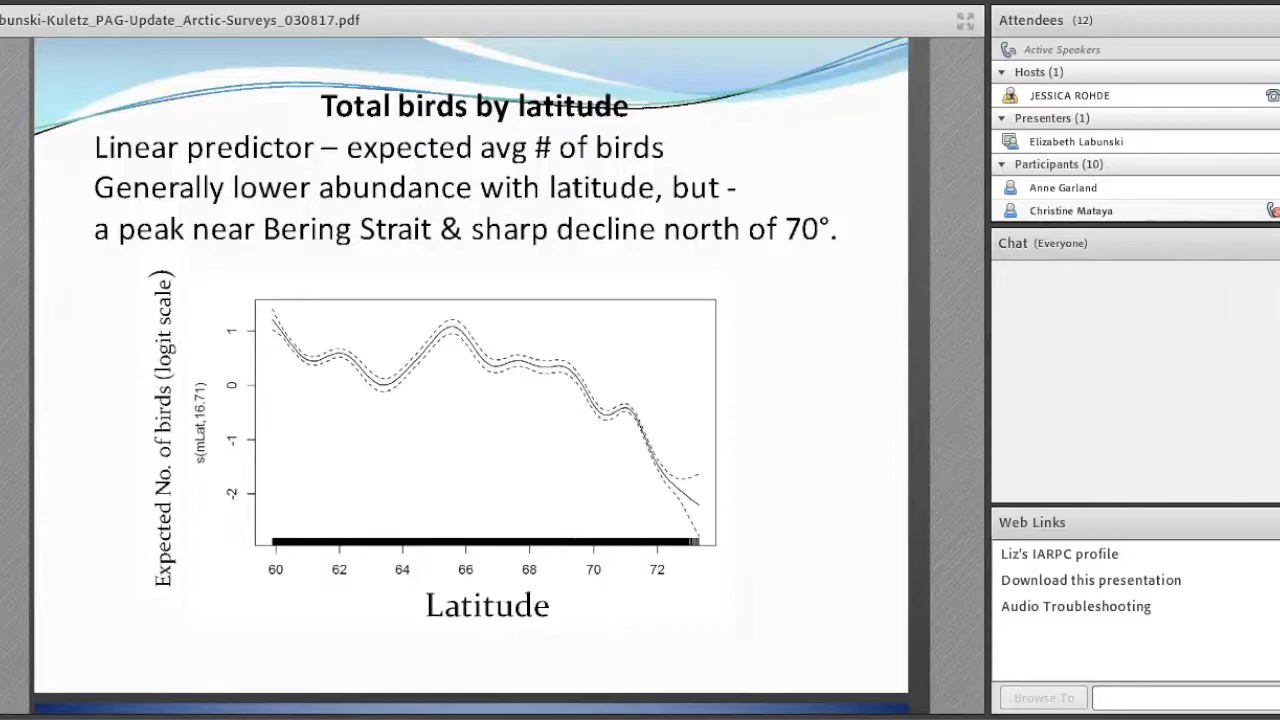 bunski-Kuletz_PAG-Update_Arctic-Surveys_030817.pdf
Total birds by latitude
Linear predictor – expected avg # of birds
Generally lower abundance with latitude, but -
a peak near Bering Strait & sharp decline north of 70°.
Expected No. of birds (logit scale)
s(mLat,16.71)
1
0
-1
-2
60 62 64 66 68 70 72
Latitude
Attendees (12)
Active Speakers
Hosts (1)
JESSICA ROHDE
Presenters (1)
Elizabeth Labunski
Participants (10)
Anne Garland
Christine Mataya
Chat (Everyone)
Web Links
Liz's IARPC profile
Download this presentation
Audio Troubleshooting
Browse To